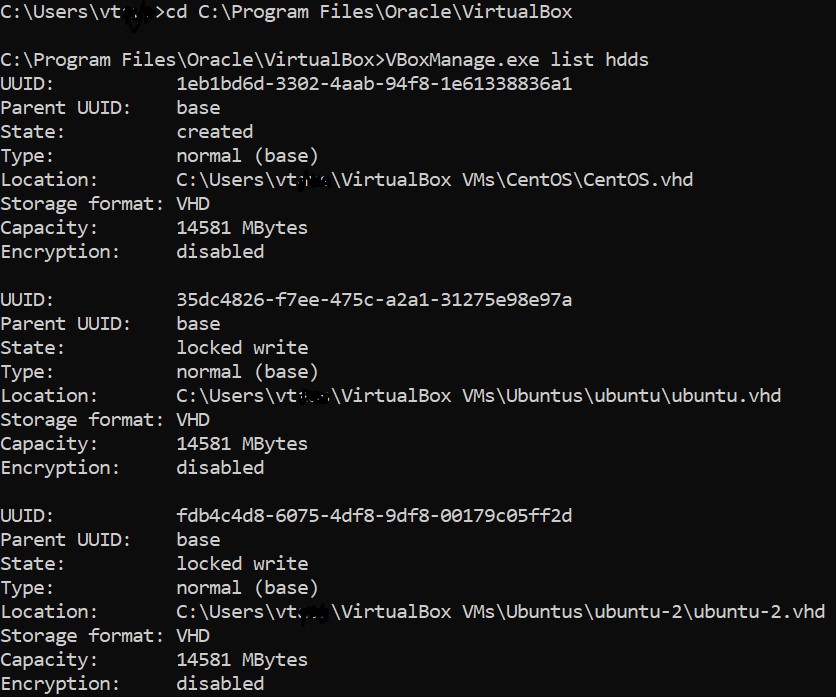 C:\Users\vt >cd C:\Program Files\Oracle\VirtualBox
C:\Program Files\Oracle\VirtualBox>VBoxManage.exe list hdds
UUID: 1eb1bd6d-3302-4aab-94f8-1e61338836a1
Parent UUID: base
State: created
Type: normal (base)
Location: C:\Users\vt \VirtualBox VMs\CentOS\CentOS.vhd
Storage format: VHD
Capacity: 14581 MBytes
Encryption: disabled
UUID: 35dc4826-f7ee-475c-a2a1-31275e98e97a
Parent UUID: base
State: locked write
Type: normal (base)
Location: C:\Users\vt \VirtualBox VMs\Ubuntus\ubuntu\ubuntu.vhd
Storage format: VHD
Capacity: 14581 MBytes
Encryption: disabled
UUID: fdb4c4d8-6075-4df8-9df8-00179c05ff2d
Parent UUID: base
State: locked write
Type: normal (base)
Location: C:\Users\vt \VirtualBox VMs\Ubuntus\ubuntu-2\ubuntu-2.vhd
Storage format: VHD
Capacity: 14581 MBytes
Encryption: disabled